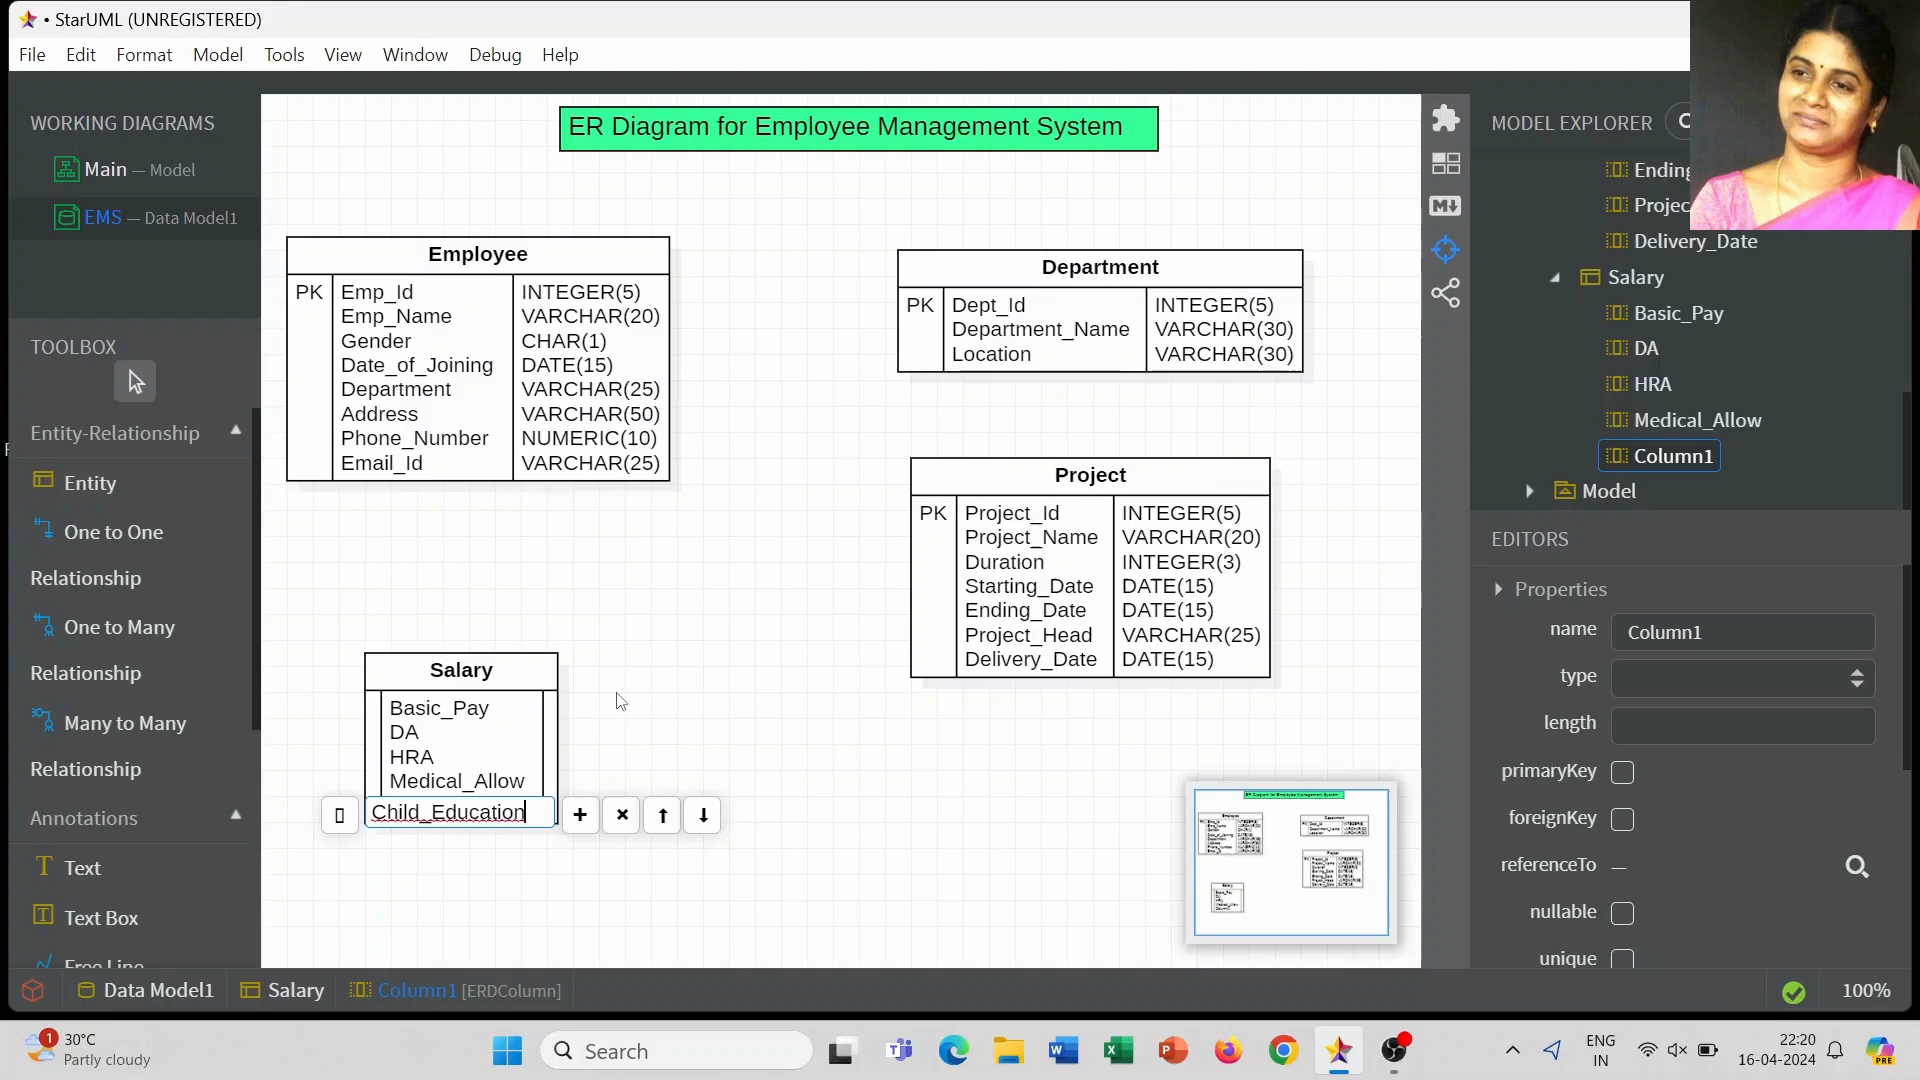 • StarUML (UNREGISTERED)
File Edit Format Model Tools View Window Debug Help
WORKING DIAGRAMS
Main — Model
EMS — Data Model1
TOOLBOX
Entity-Relationship
Entity
One to One
Relationship
One to Many
Relationship
Many to Many
Relationship
Annotations
Text
Text Box
Free Line
ER Diagram for Employee Management System
Employee
PK Emp_Id INTEGER(5)
Emp_Name VARCHAR(20)
Gender CHAR(1)
Date_of_Joining DATE(15)
Department VARCHAR(25)
Address VARCHAR(50)
Phone_Number NUMERIC(10)
Email_Id VARCHAR(25)
Department
PK Dept_Id INTEGER(5)
Department_Name VARCHAR(30)
Location VARCHAR(30)
Project
PK Project_Id INTEGER(5)
Project_Name VARCHAR(20)
Duration INTEGER(3)
Starting_Date DATE(15)
Ending_Date DATE(15)
Project_Head VARCHAR(25)
Delivery_Date DATE(15)
Salary
Basic_Pay
DA
HRA
Medical_Allow
Child_Education
M↓
MODEL EXPLORER
Ending
Projec
Delivery_Date
Salary
Basic_Pay
DA
HRA
Medical_Allow
Column1
Model
EDITORS
Properties
name Column1
type
length
primaryKey
foreignKey
referenceTo —
nullable
unique
Data Model1 Salary Column1 [ERDColumn]
100%
1
30°C
Partly cloudy
Search
ENG
IN
22:20
16-04-2024
PRE